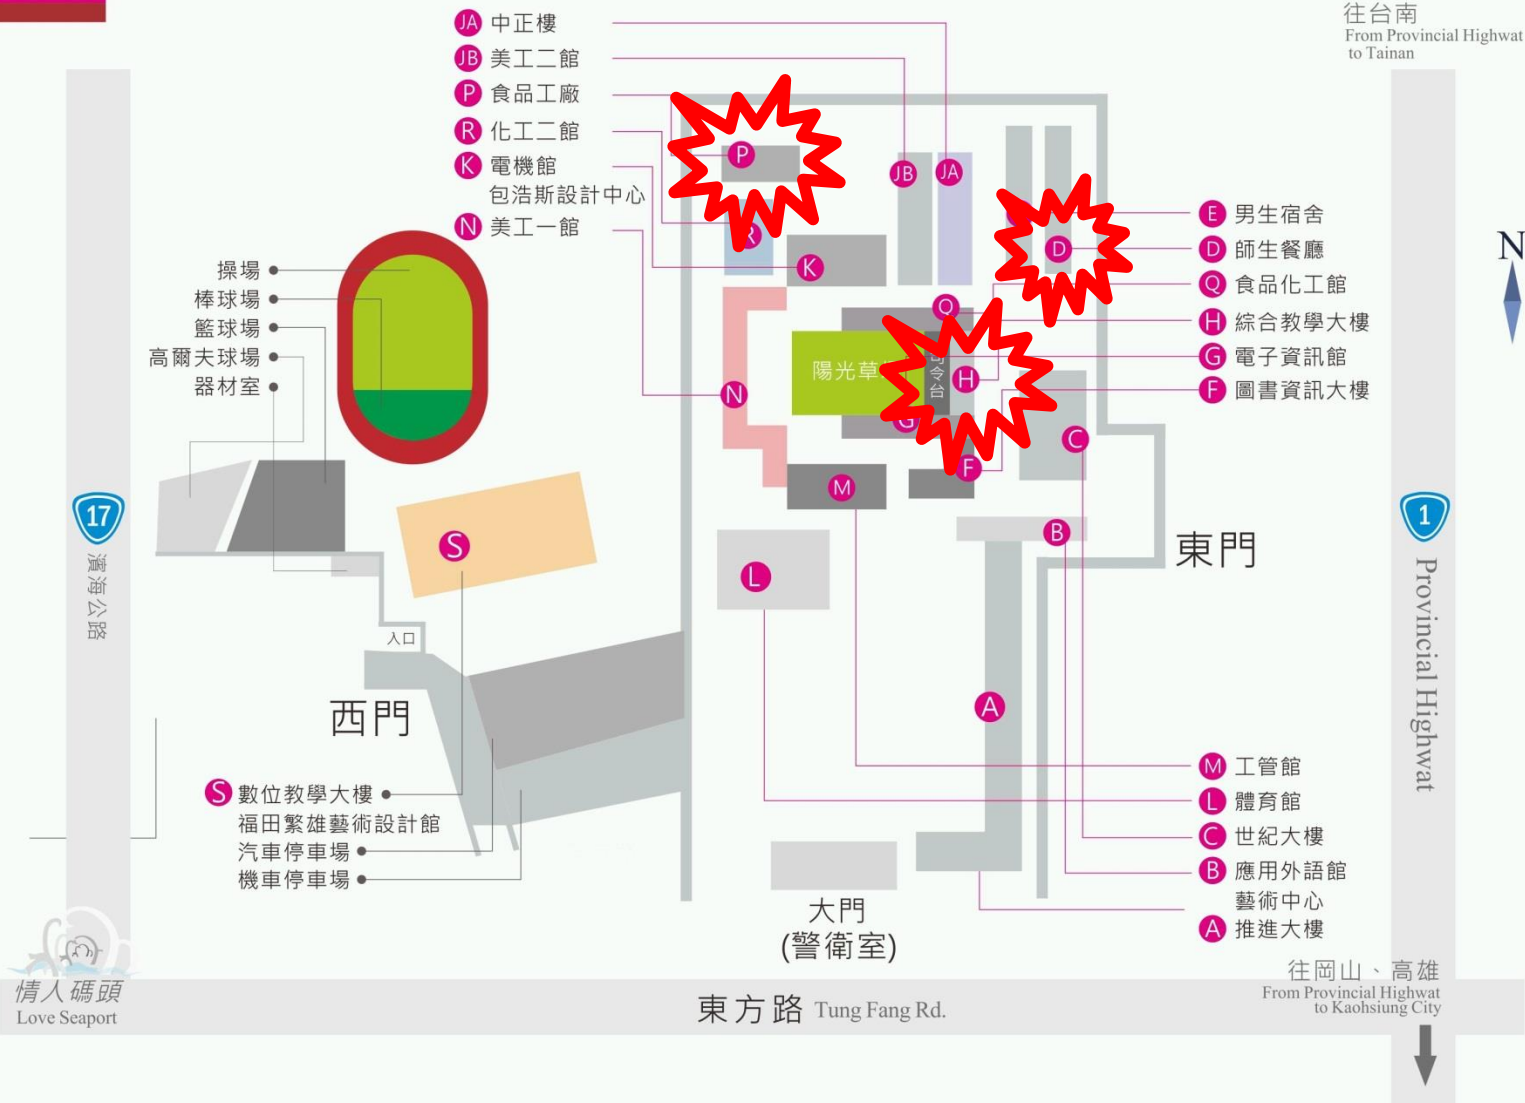 JA 中正樓
JB 美工二館
P 食品工廠
R 化工二館
K 電機館
包浩斯設計中心
N 美工一館
往台南
From Provincial Highwat
to Tainan
操場
棒球場
籃球場
高爾夫球場
器材室
P
R
K
JB
JA
D
Q
陽光草
司令台
H
G
N
M
F
C
B
L
A
S
E 男生宿舍
D 師生餐廳
Q 食品化工館
H 綜合教學大樓
G 電子資訊館
F 圖書資訊大樓
N
17
濱海公路
1
Provincial Highwat
東門
入口
西門
S 數位教學大樓
福田繁雄藝術設計館
汽車停車場
機車停車場
M 工管館
L 體育館
C 世紀大樓
B 應用外語館
藝術中心
A 推進大樓
大門
(警衛室)
情人碼頭
Love Seaport
東方路 Tung Fang Rd.
往岡山、高雄
From Provincial Highwat
to Kaohsiung City